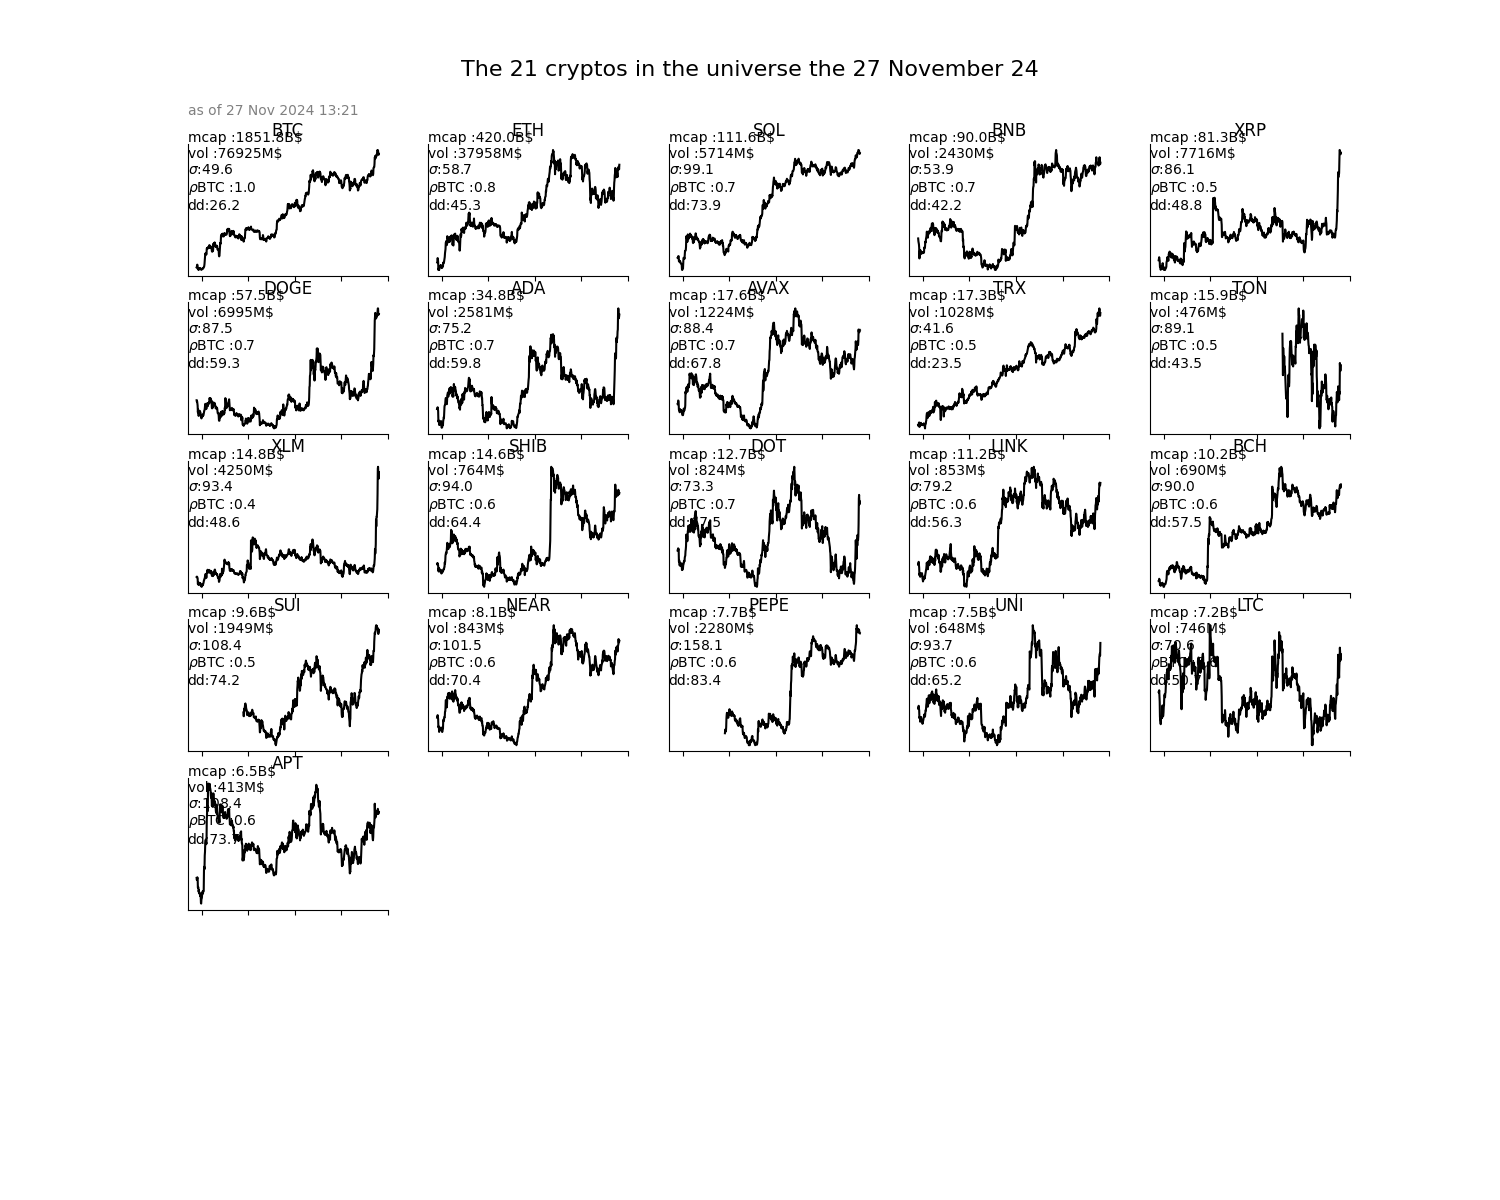 The 21 cryptos in the universe the 27 November 24
as of 27 Nov 2024 13:21
BTC
mcap :1851.8B$
vol :76925M$
σ:49.6
ρBTC :1.0
dd:26.2
ETH
mcap :420.0B$
vol :37958M$
σ:58.7
ρBTC :0.8
dd:45.3
SOL
mcap :111.6B$
vol :5714M$
σ:99.1
ρBTC :0.7
dd:73.9
BNB
mcap :90.0B$
vol :2430M$
σ:53.9
ρBTC :0.7
dd:42.2
XRP
mcap :81.3B$
vol :7716M$
σ:86.1
ρBTC :0.5
dd:48.8
DOGE
mcap :57.5B$
vol :6995M$
σ:87.5
ρBTC :0.7
dd:59.3
ADA
mcap :34.8B$
vol :2581M$
σ:75.2
ρBTC :0.7
dd:59.8
AVAX
mcap :17.6B$
vol :1224M$
σ:88.4
ρBTC :0.7
dd:67.8
TRX
mcap :17.3B$
vol :1028M$
σ:41.6
ρBTC :0.5
dd:23.5
TON
mcap :15.9B$
vol :476M$
σ:89.1
ρBTC :0.5
dd:43.5
XLM
mcap :14.8B$
vol :4250M$
σ:93.4
ρBTC :0.4
dd:48.6
SHIB
mcap :14.6B$
vol :764M$
σ:94.0
ρBTC :0.6
dd:64.4
DOT
mcap :12.7B$
vol :824M$
σ:73.3
ρBTC :0.7
LINK
mcap :11.2B$
vol :853M$
σ:79.2
ρBTC :0.6
dd:56.3
BCH
mcap :10.2B$
vol :690M$
σ:90.0
ρBTC :0.6
dd:57.5
SUI
mcap :9.6B$
vol :1949M$
σ:108.4
ρBTC :0.5
dd:74.2
NEAR
mcap :8.1B$
vol :843M$
σ:101.5
ρBTC :0.6
dd:70.4
PEPE
mcap :7.7B$
vol :2280M$
σ:158.1
ρBTC :0.6
dd:83.4
UNI
mcap :7.5B$
vol :648M$
σ:93.7
ρBTC :0.6
dd:65.2
LTC
mcap :7.2B$
vol :746M$
σ:70.6
APT
mcap :6.5B$
vol :413M$
σ:108.4
ρBTC :0.6